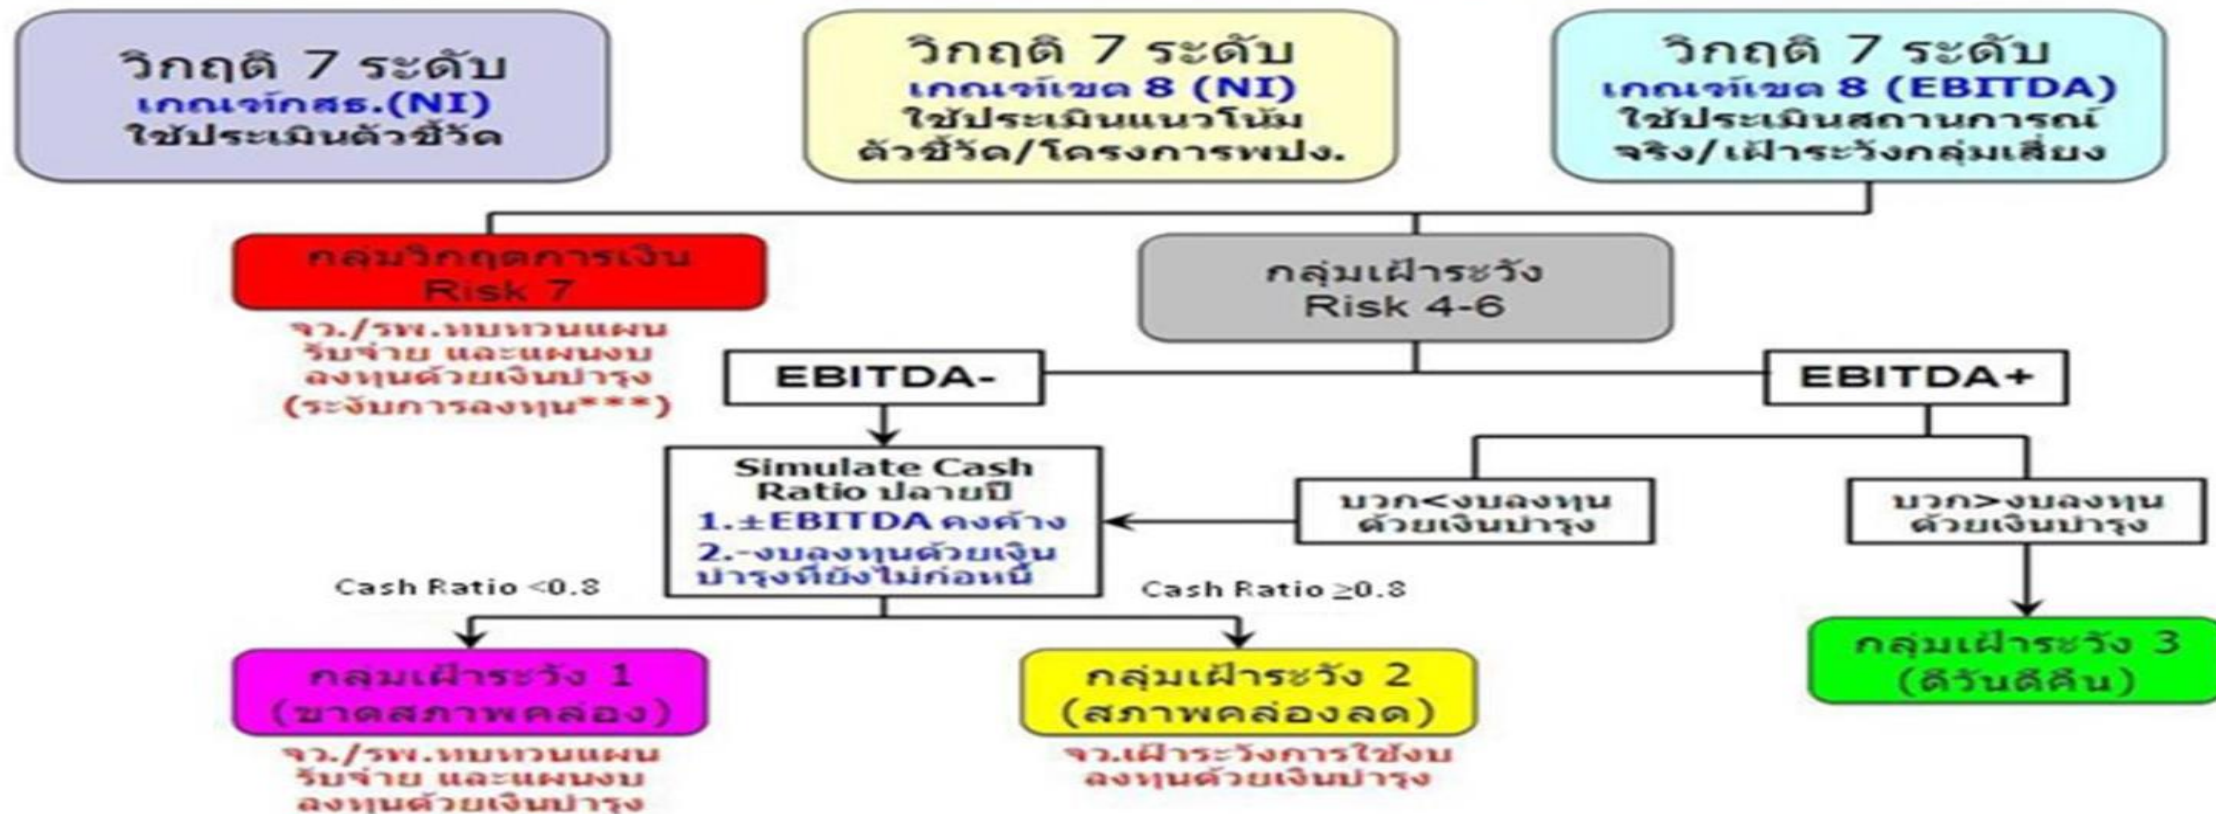 วิกฤติ 7 ระดับ
เกณฑ์กสธ.(NI)
ใช้ประเมินตัวชี้วัด
วิกฤติ 7 ระดับ
เกณฑ์เขต 8 (NI)
ใช้ประเมินแนวโน้ม
ตัวชี้วัด/โครงการพปง.
วิกฤติ 7 ระดับ
เกณฑ์เขต 8 (EBITDA)
ใช้ประเมินสถานการณ์
จริง/เฝ้าระวังกลุ่มเสี่ยง
กลุ่มวิกฤตการเงิน
Risk 7
จว./รพ.ทบทวนแผน
รับจ่าย และแผนงบ
ลงทุนด้วยเงินบำรุง
(ระงับการลงทุน***)
กลุ่มเฝ้าระวัง
Risk 4-6
EBITDA-
EBITDA+
Simulate Cash
Ratio ปลายปี
1.±EBITDA คงค้าง
2.-งบลงทุนด้วยเงิน
บำรุงที่ยังไม่ก่อหนี้
บวก<งบลงทุน
ด้วยเงินบำรุง
บวก>งบลงทุน
ด้วยเงินบำรุง
Cash Ratio <0.8
Cash Ratio ≥0.8
กลุ่มเฝ้าระวัง 1
(ขาดสภาพคล่อง)
จว./รพ.ทบทวนแผน
รับจ่าย และแผนงบ
ลงทุนด้วยเงินบำรุง
กลุ่มเฝ้าระวัง 2
(สภาพคล่องลด)
จว.เฝ้าระวังการใช้งบ
ลงทุนด้วยเงินบำรุง
กลุ่มเฝ้าระวัง 3
(ดีวันดีคืน)